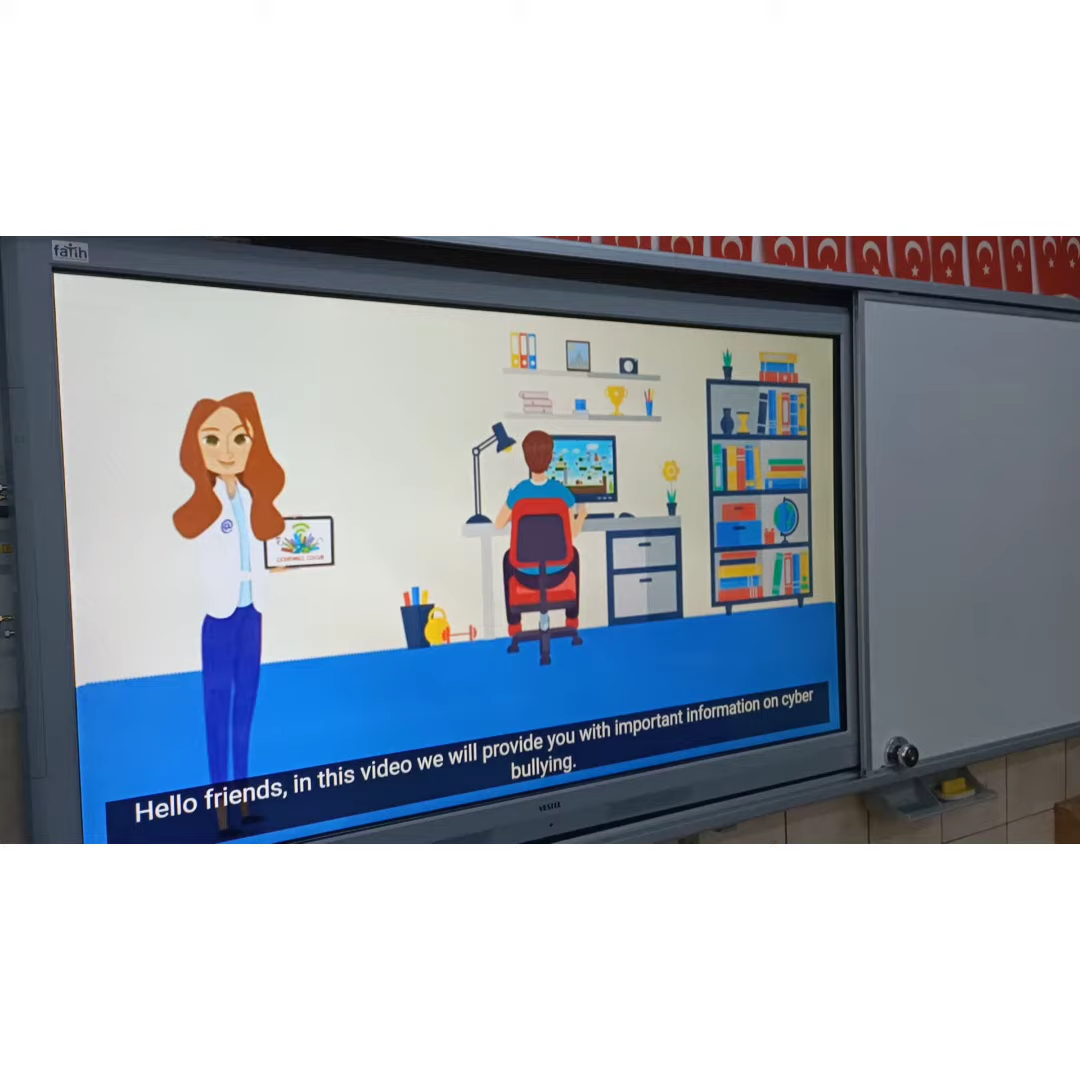 fatih
Hello friends, in this video we will provide you with important information on cyber
bullying.
VESTEL